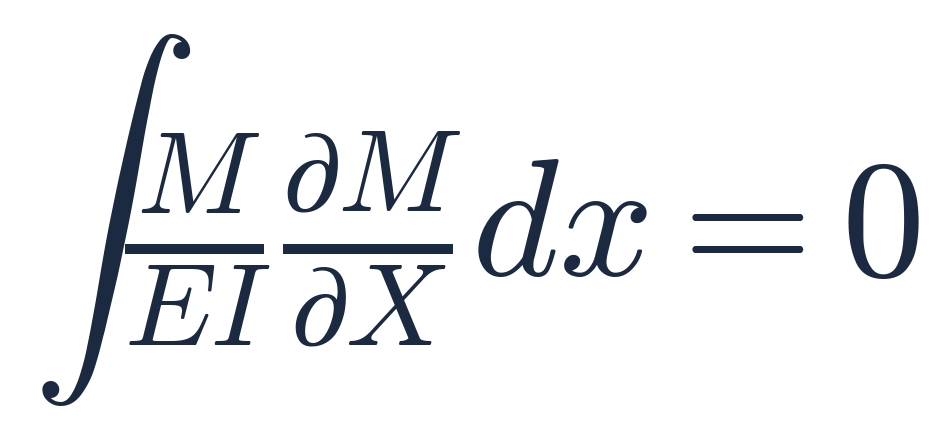 ∫ M/EI ∂M/∂X dx = 0